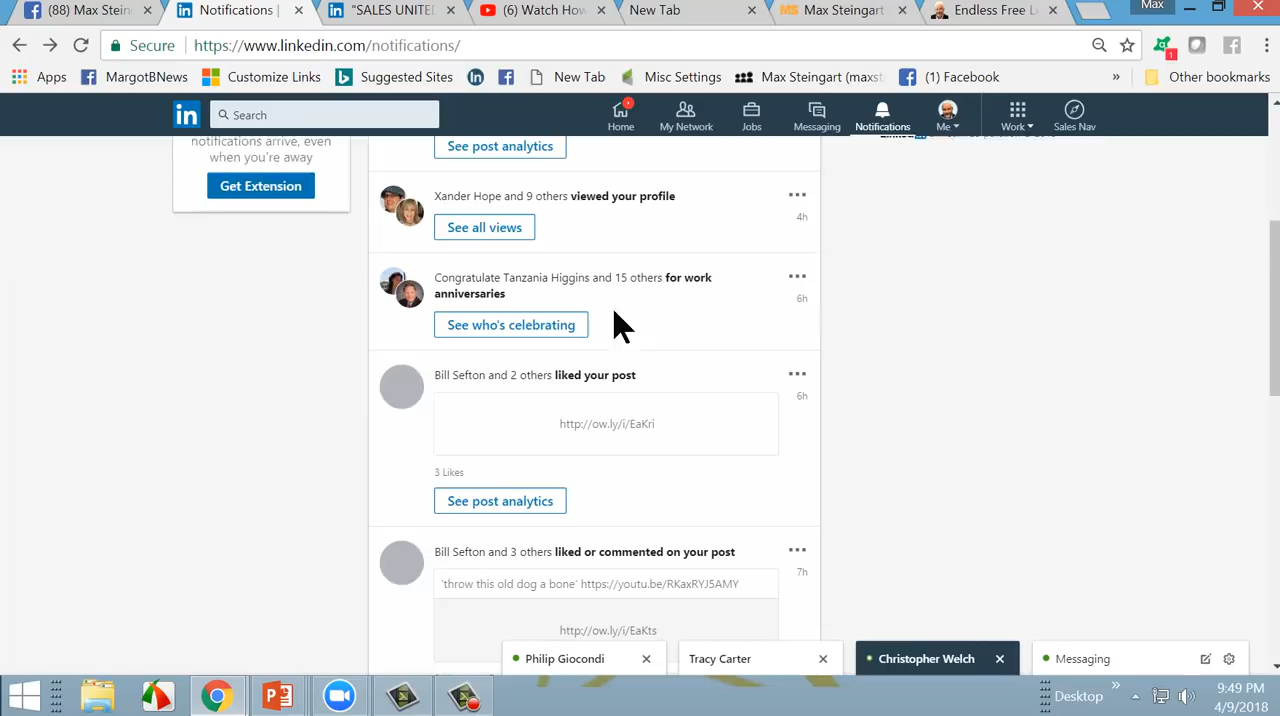 (88) Max Stein
Notifications |
"SALES UNITE
(6) Watch How
New Tab
MS Max Steingart
Endless Free L
Max
Secure
https://www.linkedin.com/notifications/
1
Apps
MargotBNews
Customize Links
Suggested Sites
New Tab
Misc Settings
Max Steingart (maxst
(1) Facebook
»
Other bookmarks
in
Search
Home
My Network
Jobs
Messaging
Notifications
Me
Work
Sales Nav
notifications arrive, even
when you're away
Get Extension
See post analytics
Xander Hope and 9 others viewed your profile
4h
See all views
Congratulate Tanzania Higgins and 15 others for work
anniversaries
6h
See who's celebrating
Bill Sefton and 2 others liked your post
6h
http://ow.ly/i/EaKri
3 Likes
See post analytics
Bill Sefton and 3 others liked or commented on your post
7h
'throw this old dog a bone' https://youtu.be/RKaxRYJ5AMY
http://ow.ly/i/EaKts
Philip Giocondi
Tracy Carter
Christopher Welch
Messaging
Desktop
»
9:49 PM
4/9/2018